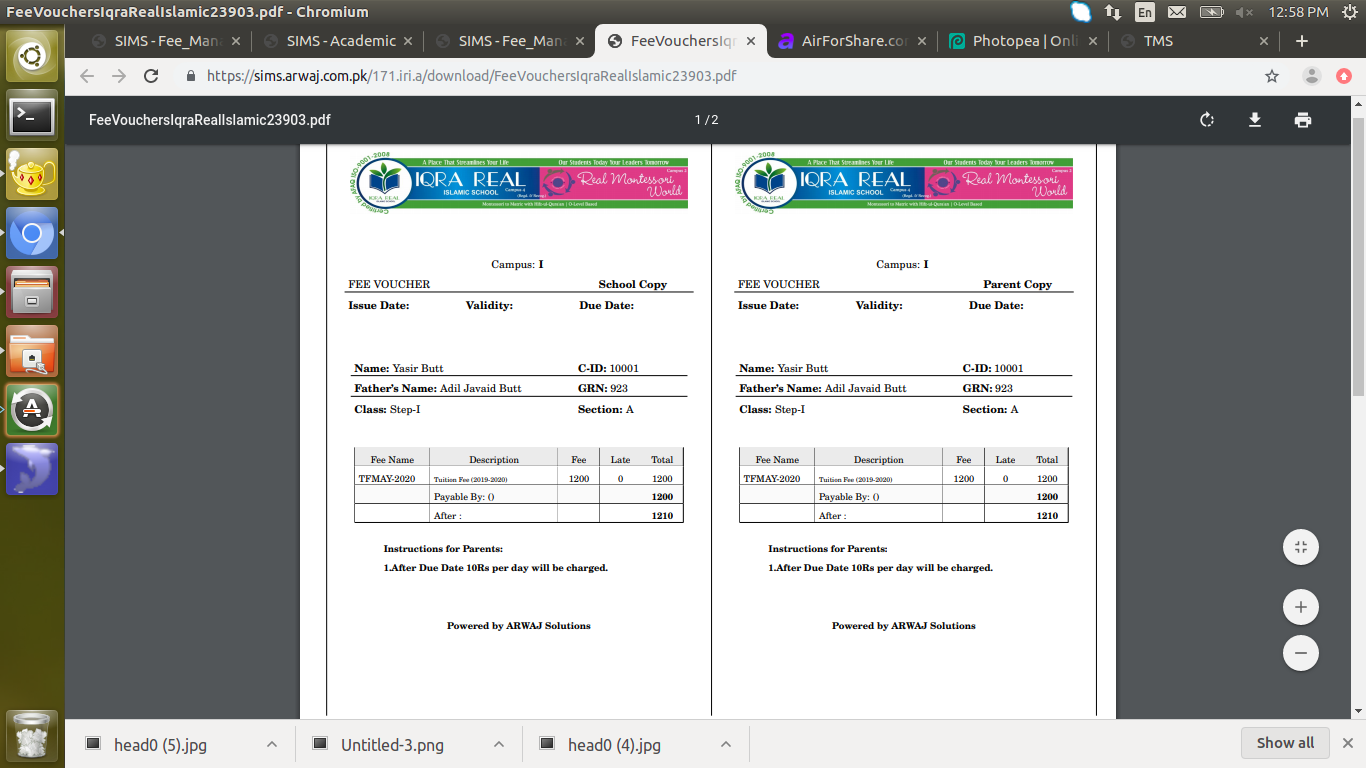 FeeVouchersIqraRealIslamic23903.pdf - Chromium
En
12:58 PM
SIMS - Fee_Man
SIMS - Academic
SIMS - Fee_Man
FeeVouchersIqr
AirForShare.co
Photopea | Onli
TMS
https://sims.arwaj.com.pk/171.iri.a/download/FeeVouchersIqraRealIslamic23903.pdf
FeeVouchersIqraRealIslamic23903.pdf
1 / 2
A Place That Streamlines Your Life Our Students Today Your Leaders Tomorrow
Certified by AFAQ ISO-9001-2008
IQRA REAL
ISLAMIC SCHOOL
Real Montessori
World
Montessori to Matric with Hifz-ul-Quraan | O-Level Based
Campus: I
FEE VOUCHER School Copy
Issue Date: Validity: Due Date:
Name: Yasir Butt C-ID: 10001
Father's Name: Adil Javaid Butt GRN: 923
Class: Step-I Section: A
Fee Name Description Fee Late Total
TFMAY-2020 Tuition Fee (2019-2020) 1200 0 1200
Payable By: () 1200
After : 1210
Instructions for Parents:
1.After Due Date 10Rs per day will be charged.
Powered by ARWAJ Solutions
A Place That Streamlines Your Life Our Students Today Your Leaders Tomorrow
Certified by AFAQ ISO-9001-2008
IQRA REAL
ISLAMIC SCHOOL
Real Montessori
World
Montessori to Matric with Hifz-ul-Quraan | O-Level Based
Campus: I
FEE VOUCHER Parent Copy
Issue Date: Validity: Due Date:
Name: Yasir Butt C-ID: 10001
Father's Name: Adil Javaid Butt GRN: 923
Class: Step-I Section: A
Fee Name Description Fee Late Total
TFMAY-2020 Tuition Fee (2019-2020) 1200 0 1200
Payable By: () 1200
After : 1210
Instructions for Parents:
1.After Due Date 10Rs per day will be charged.
Powered by ARWAJ Solutions
head0 (5).jpg
Untitled-3.png
head0 (4).jpg
Show all